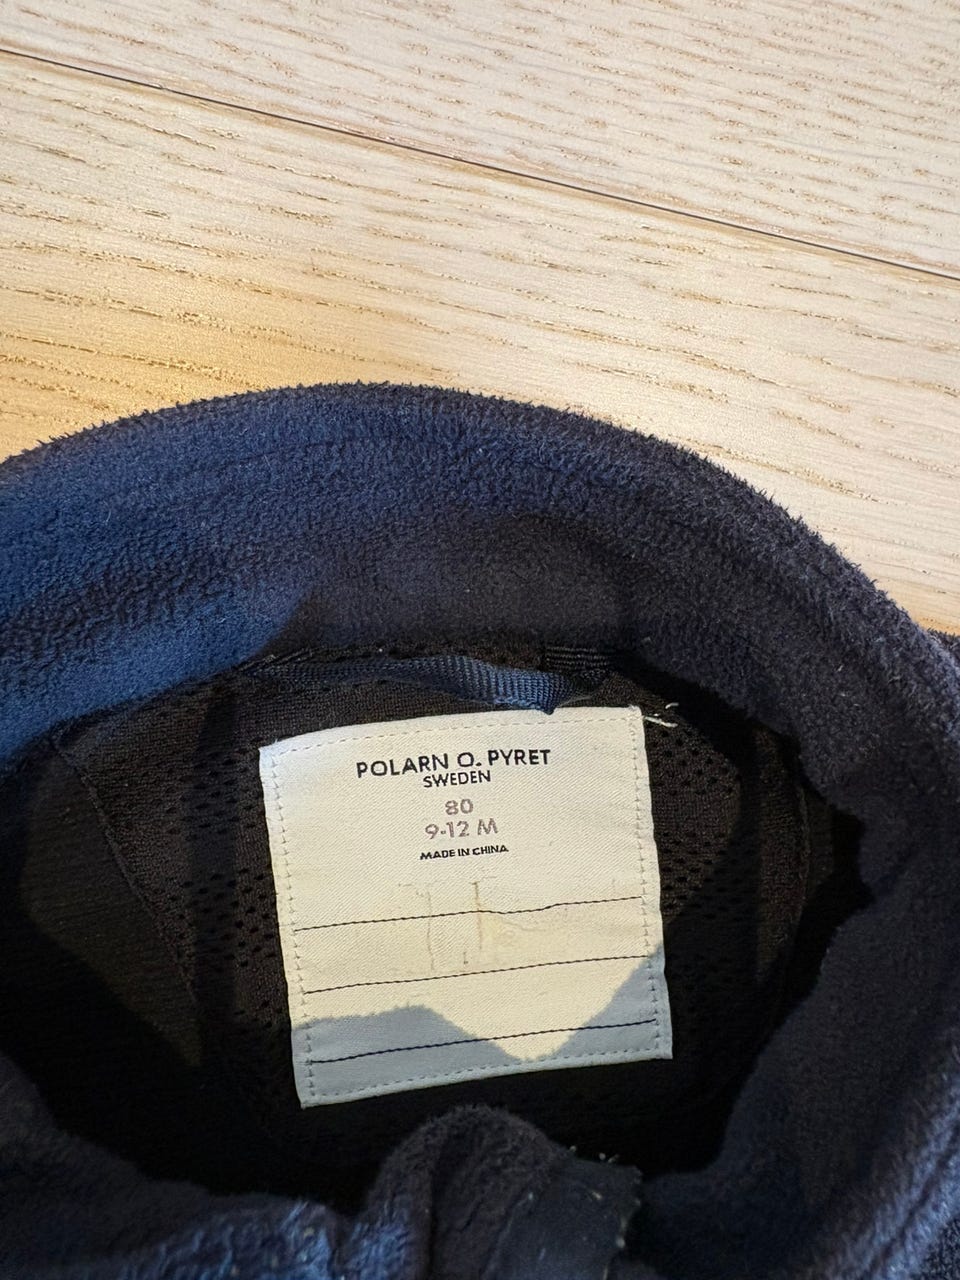 POLARN O. PYRET
SWEDEN
80
9-12 M
MADE IN CHINA